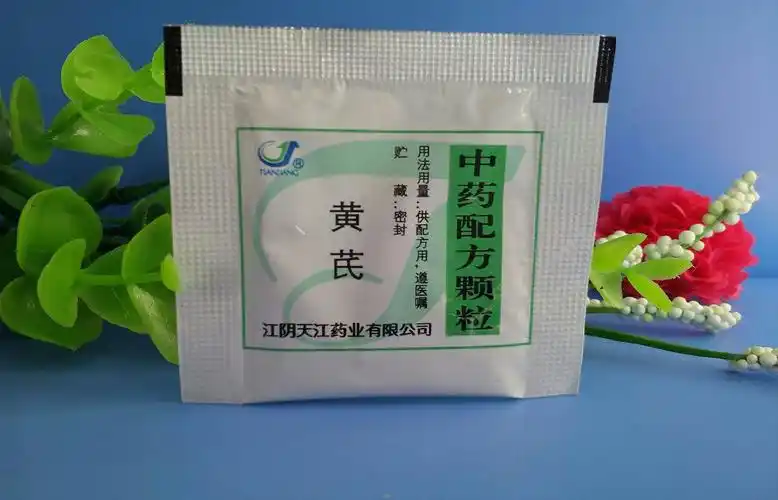 中药配方颗粒
用法用量：供配方用，遵医嘱
贮　藏：密封
黄芪
TIANJIANG
®
江阴天江药业有限公司